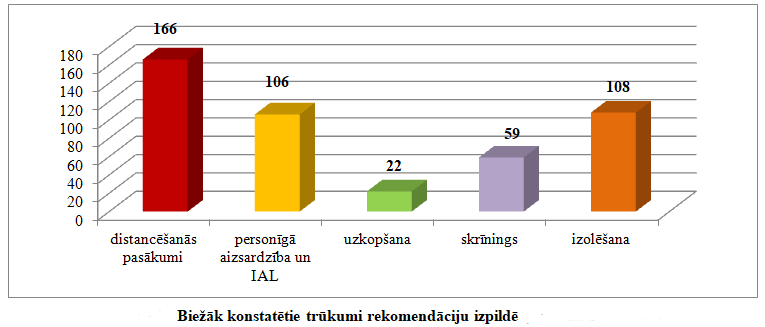 166
106
22
59
108
180
160
140
120
100
80
60
40
20
0
distancēšanās
pasākumi
personīgā
aizsardzība un
IAL
uzkopšana
skrīnings
izolēšana
Biežāk konstatētie trūkumi rekomendāciju izpildē